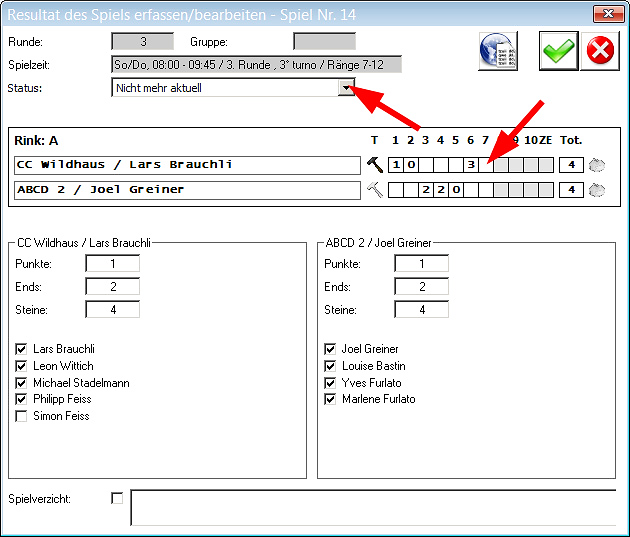 Resultat des Spiels erfassen/bearbeiten - Spiel Nr. 14
Runde: 3 Gruppe:
Spielzeit: So/Do, 08:00 - 09:45 / 3. Runde , 3° turno / Ränge 7-12
Status: Nicht mehr aktuell
Rink: A T 1 2 3 4 5 6 7 9 10 ZE Tot.
CC Wildhaus / Lars Brauchli 1 0 3 4
ABCD 2 / Joel Greiner 2 2 0 4
CC Wildhaus / Lars Brauchli ABCD 2 / Joel Greiner
Punkte: 1 Punkte: 1
Ends: 2 Ends: 2
Steine: 4 Steine: 4
Lars Brauchli Joel Greiner
Leon Wittich Louise Bastin
Michael Stadelmann Yves Furlato
Philipp Feiss Marlene Furlato
Simon Feiss
Spielverzicht: